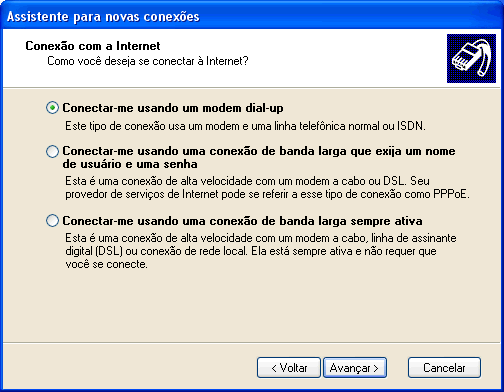 Assistente para novas conexões
Conexão com a Internet
Como você deseja se conectar à Internet?
Conectar-me usando um modem dial-up
Este tipo de conexão usa um modem e uma linha telefônica normal ou ISDN.
Conectar-me usando uma conexão de banda larga que exija um nome
de usuário e uma senha
Esta é uma conexão de alta velocidade com um modem a cabo ou DSL. Seu
provedor de serviços de Internet pode se referir a esse tipo de conexão como PPPoE.
Conectar-me usando uma conexão de banda larga sempre ativa
Esta é uma conexão de alta velocidade com um modem a cabo, linha de assinante
digital (DSL) ou conexão de rede local. Ela está sempre ativa e não requer que
você se conecte.
< Voltar
Avançar >
Cancelar